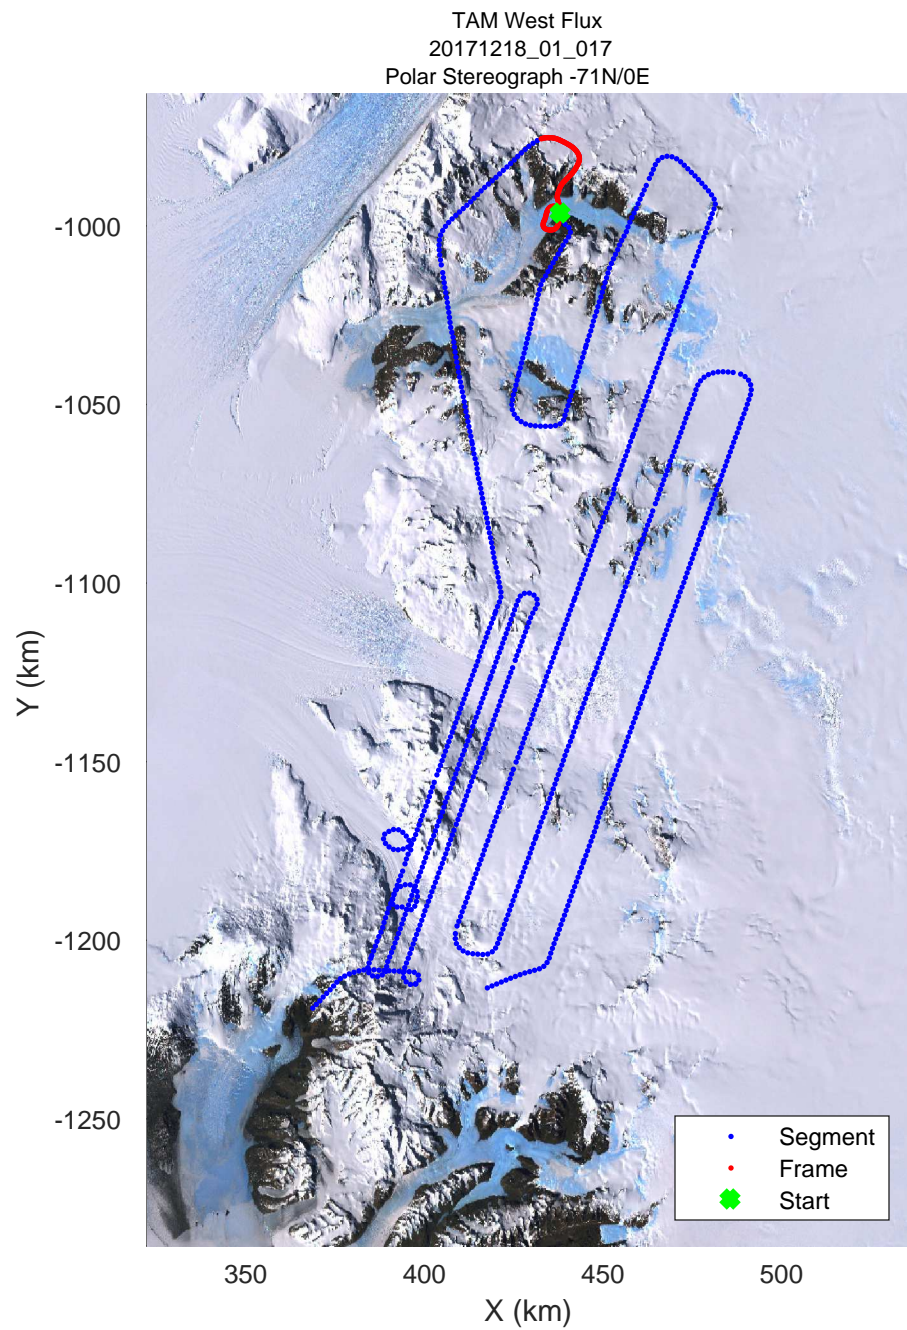 TAM West Flux
20171218_01_017
Polar Stereograph -71N/0E
-1000
-1050
-1100
-1150
-1200
-1250
Y (km)
350
400
450
500
X (km)
Segment
Frame
Start